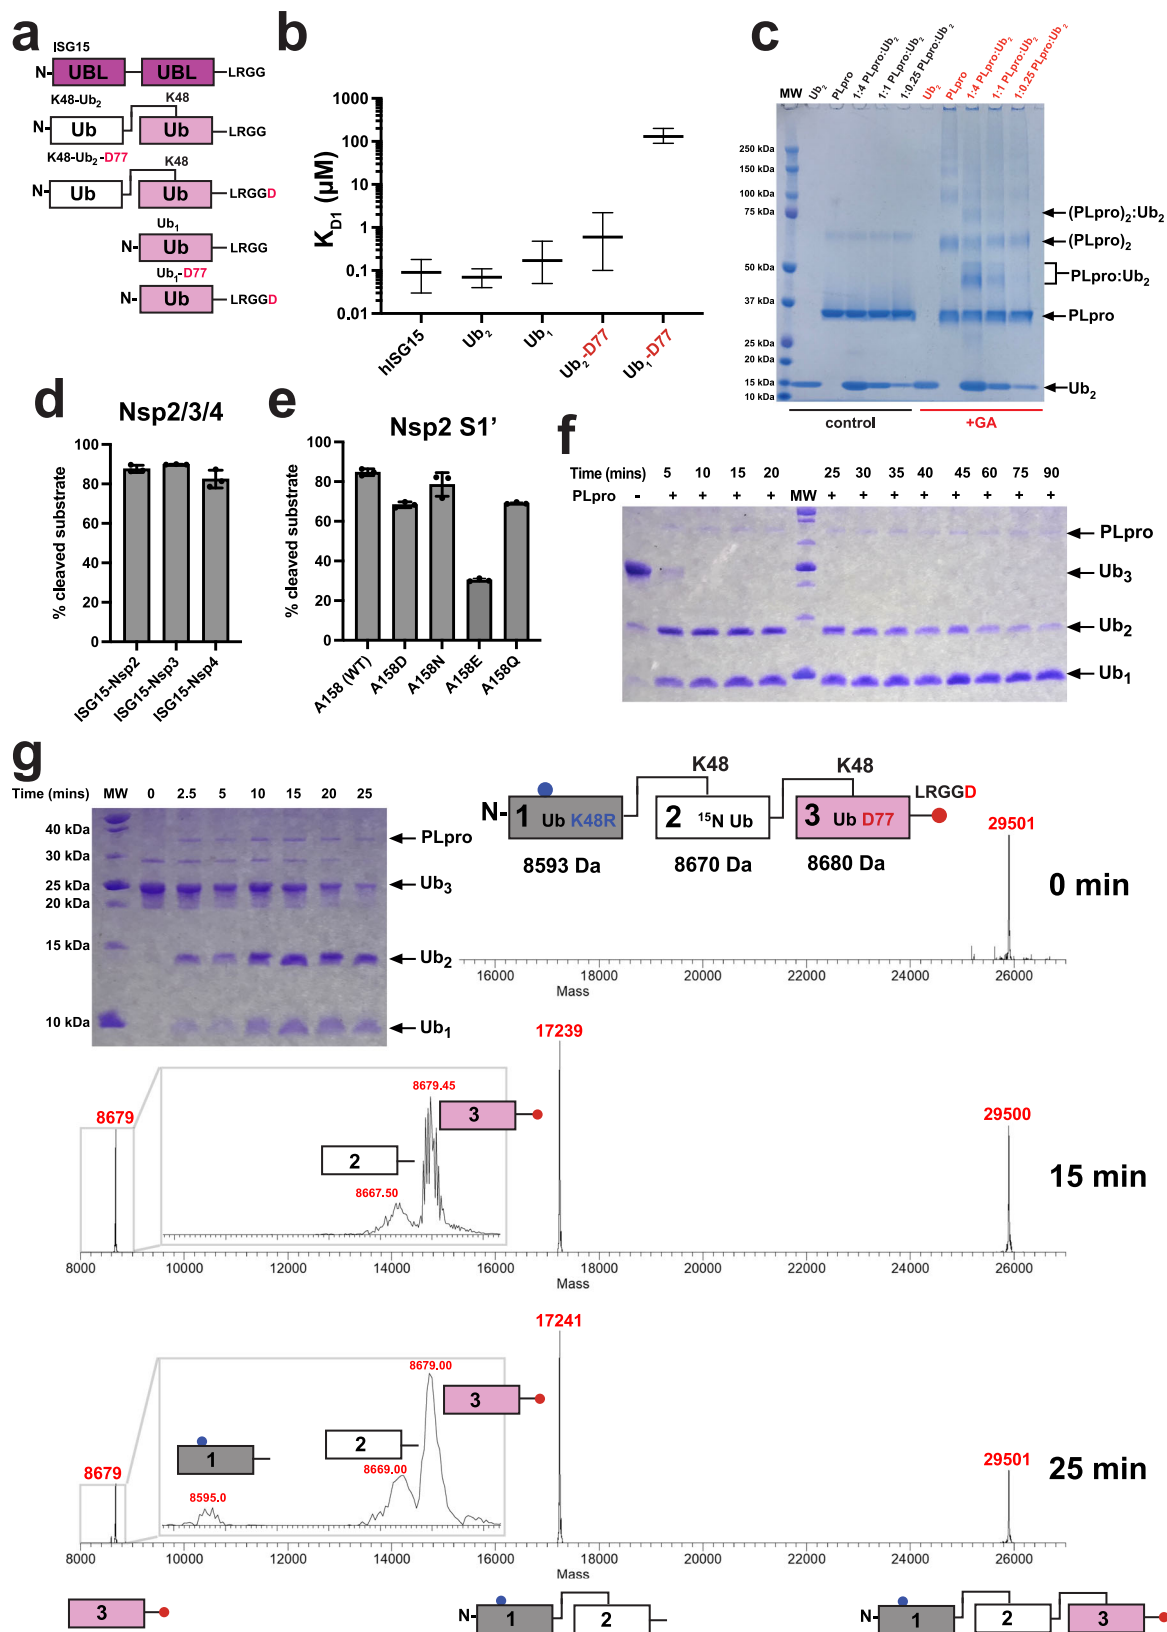 a
ISG15
N-
UBL
UBL
LRGG
K48-Ub2
K48
N-
Ub
Ub
LRGG
K48-Ub2-D77
K48
N-
Ub
Ub
LRGGD
Ub1
N-
Ub
LRGG
Ub1-D77
N-
Ub
LRGGD
b
KD1 (μM)
1000
100
10
1
0.1
0.01
hISG15
Ub2
Ub1
Ub2-D77
Ub1-D77
c
MW
Ub2
PLpro
1:4 PLpro:Ub2
1:1 PLpro:Ub2
1:0.25 PLpro:Ub2
Ub2
PLpro
1:4 PLpro:Ub2
1:1 PLpro:Ub2
1:0.25 PLpro:Ub2
250 kDa
150 kDa
100 kDa
75 kDa
50 kDa
37 kDa
25 kDa
20 kDa
15 kDa
10 kDa
(PLpro)2:Ub2
(PLpro)2
PLpro:Ub2
PLpro
Ub2
control
+GA
d
Nsp2/3/4
% cleaved substrate
100
80
60
40
20
0
ISG15-Nsp2
ISG15-Nsp3
ISG15-Nsp4
e
Nsp2 S1'
% cleaved substrate
100
80
60
40
20
0
A158 (WT)
A158D
A158N
A158E
A158Q
f
Time (mins) 5 10 15 20 25 30 35 40 45 60 75 90
PLpro - + + + + MW + + + + + + + +
PLpro
Ub3
Ub2
Ub1
g
Time (mins) MW 0 2.5 5 10 15 20 25
40 kDa
30 kDa
25 kDa
20 kDa
15 kDa
10 kDa
PLpro
Ub3
Ub2
Ub1
K48
K48
LRGGD
N-
1 Ub K48R
2 15N Ub
3 Ub D77
8593 Da
8670 Da
8680 Da
29501
0 min
16000 18000 20000 22000 24000 26000
Mass
8679
8679.45
3
2
8667.50
17239
29500
15 min
8000 10000 12000 14000 16000 18000 20000 22000 24000 26000
Mass
8679
8679.00
3
2
8669.00
1
8595.0
17241
29501
25 min
8000 10000 12000 14000 16000 18000 20000 22000 24000 26000
Mass
3
N-
1
2
N-
1
2
3